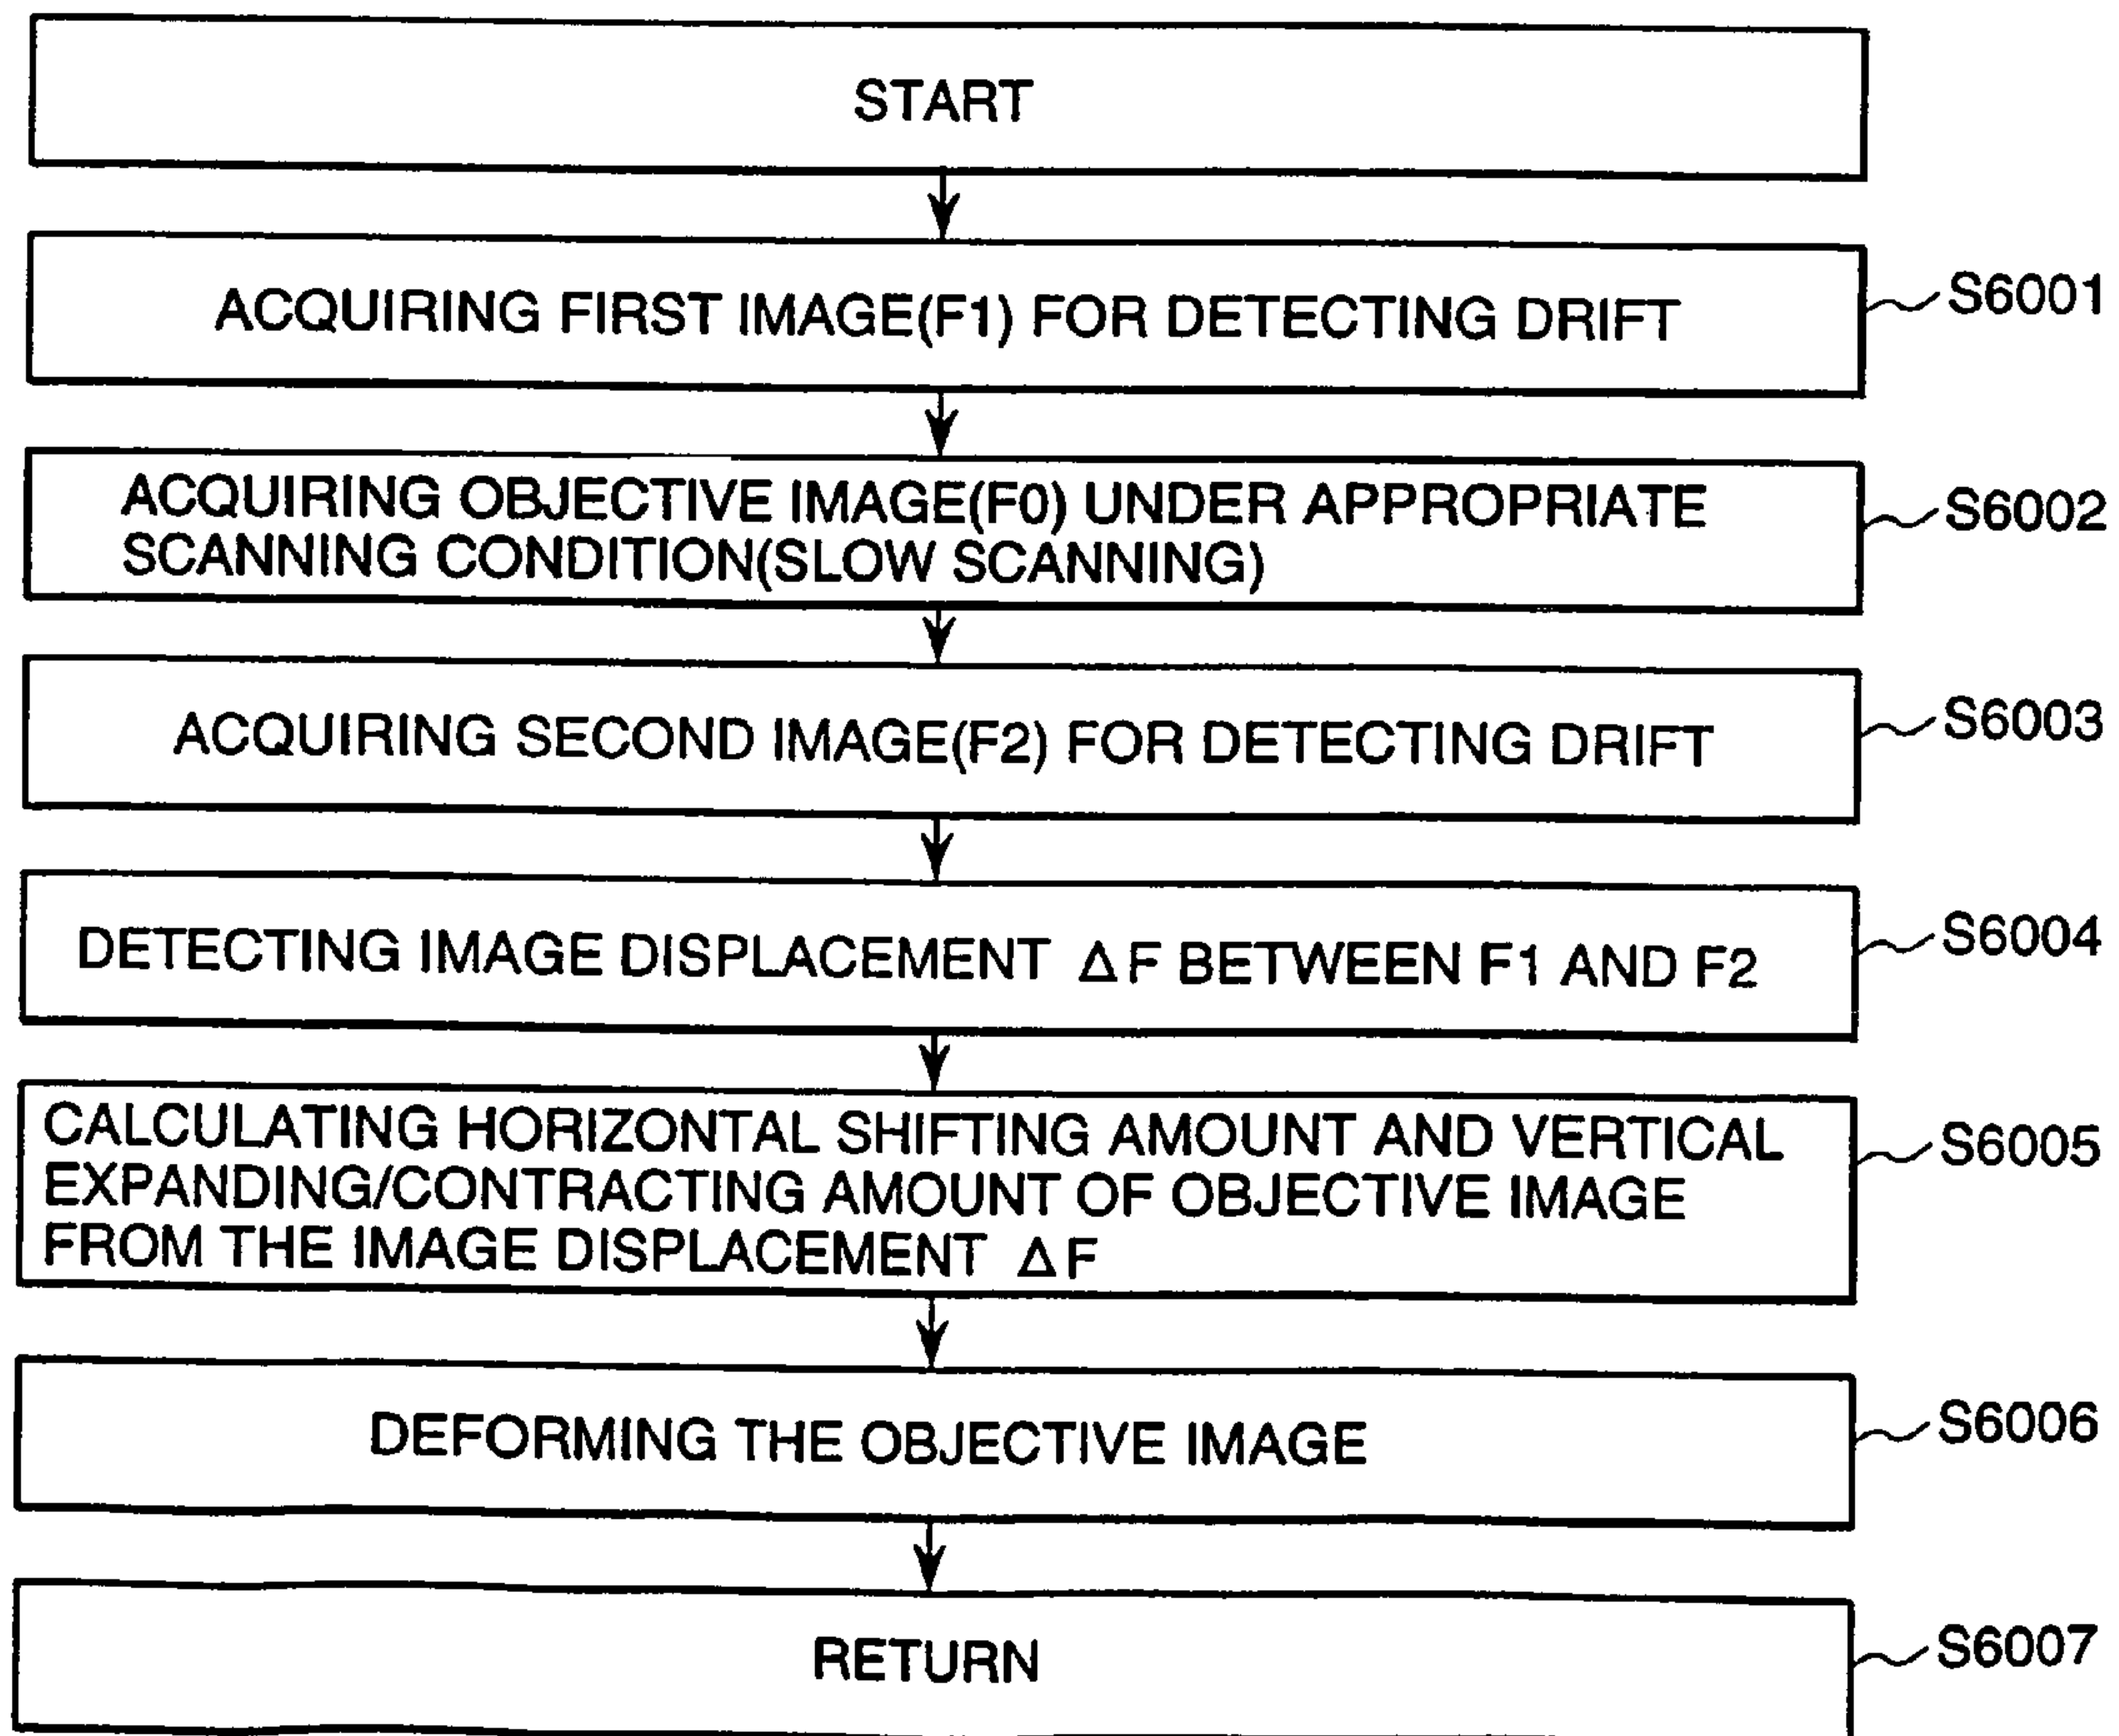 START
ACQUIRING FIRST IMAGE(F1) FOR DETECTING DRIFT
S6001
ACQUIRING OBJECTIVE IMAGE(F0) UNDER APPROPRIATE
SCANNING CONDITION(SLOW SCANNING)
S6002
ACQUIRING SECOND IMAGE(F2) FOR DETECTING DRIFT
S6003
DETECTING IMAGE DISPLACEMENT ΔF BETWEEN F1 AND F2
S6004
CALCULATING HORIZONTAL SHIFTING AMOUNT AND VERTICAL
EXPANDING/CONTRACTING AMOUNT OF OBJECTIVE IMAGE
FROM THE IMAGE DISPLACEMENT ΔF
S6005
DEFORMING THE OBJECTIVE IMAGE
S6006
RETURN
S6007